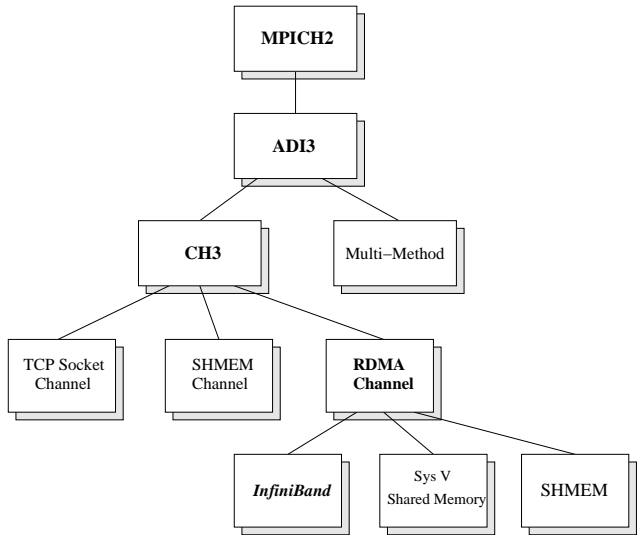 MPICH2
ADI3
CH3
Multi−Method
TCP Socket
Channel
SHMEM
Channel
RDMA
Channel
InfiniBand
Sys V
Shared Memory
SHMEM